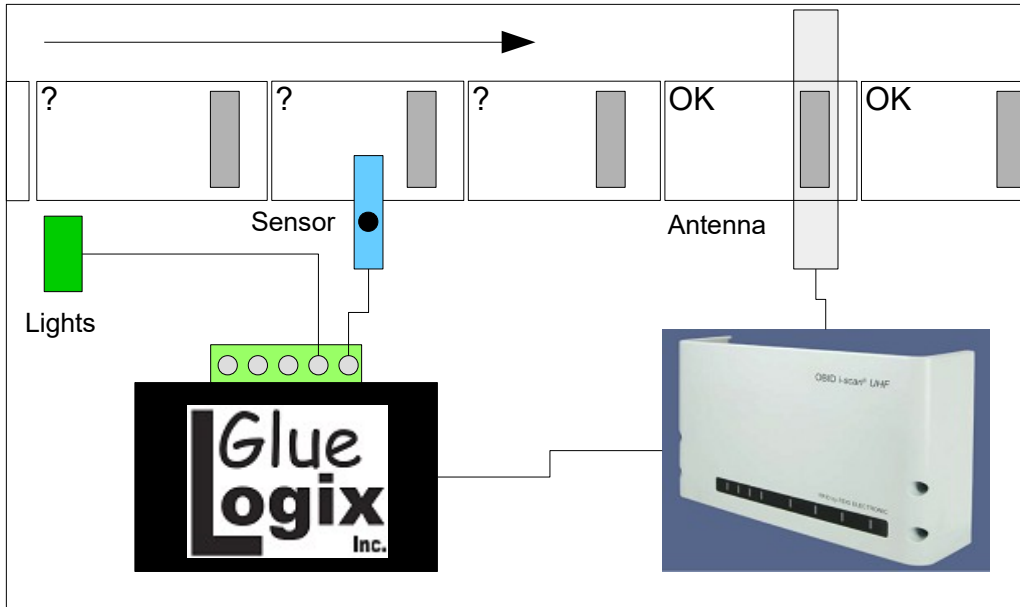 ?
?
?
OK
OK
Sensor
Antenna
Lights
OBID i-scan® UHF
Glue
Logix
Inc.